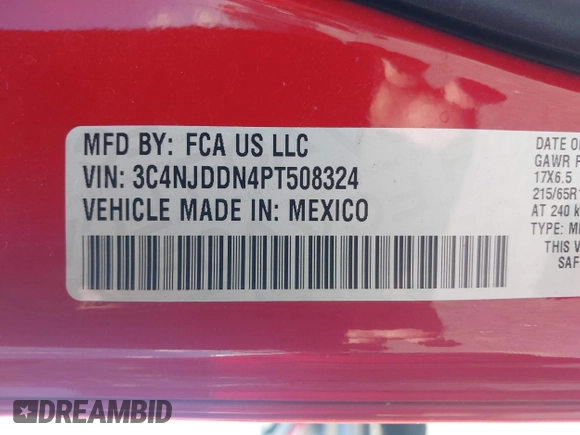 MFD BY: FCA US LLC
VIN: 3C4NJDDN4PT508324
VEHICLE MADE IN: MEXICO
DATE O
GAWR F
17X6.5
215/65R1
AT 240 k
TYPE: M
THIS V
SAF
DREAMBID